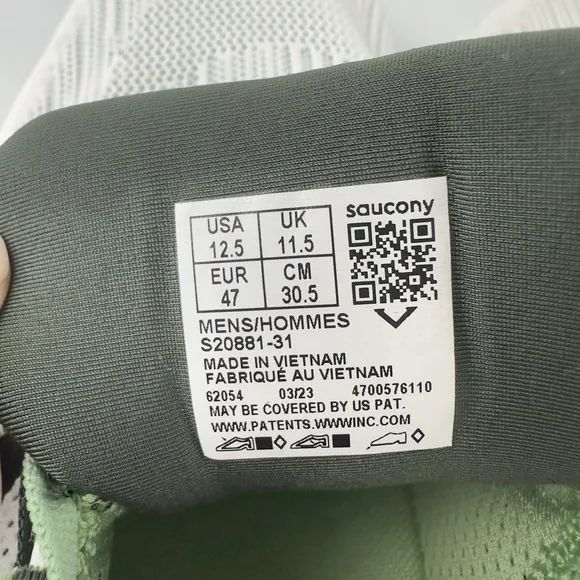 saucony
USA UK
12.5 11.5
EUR CM
47 30.5
MENS/HOMMES
S20881-31
MADE IN VIETNAM
FABRIQUÉ AU VIETNAM
62054 03/23 4700576110
MAY BE COVERED BY US PAT.
WWW.PATENTS.WWWINC.COM